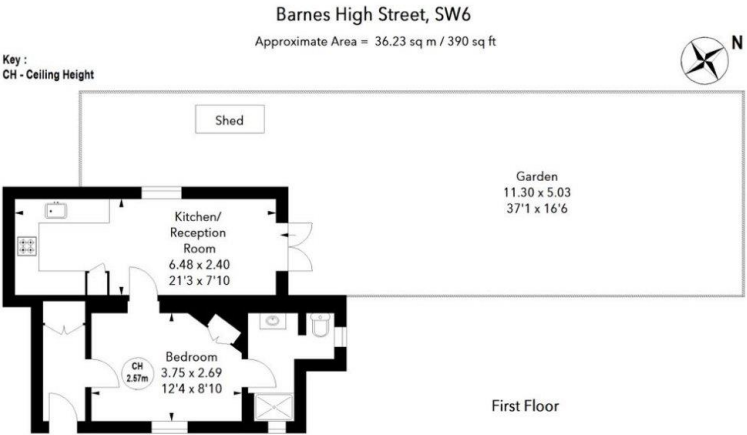 Barnes High Street, SW6
Approximate Area = 36.23 sq m / 390 sq ft
N
Key :
CH - Ceiling Height
Shed
Garden
11.30 x 5.03
37'1 x 16'6
Kitchen/
Reception
Room
6.48 x 2.40
21'3 x 7'10
CH
2.57m
Bedroom
3.75 x 2.69
12'4 x 8'10
First Floor